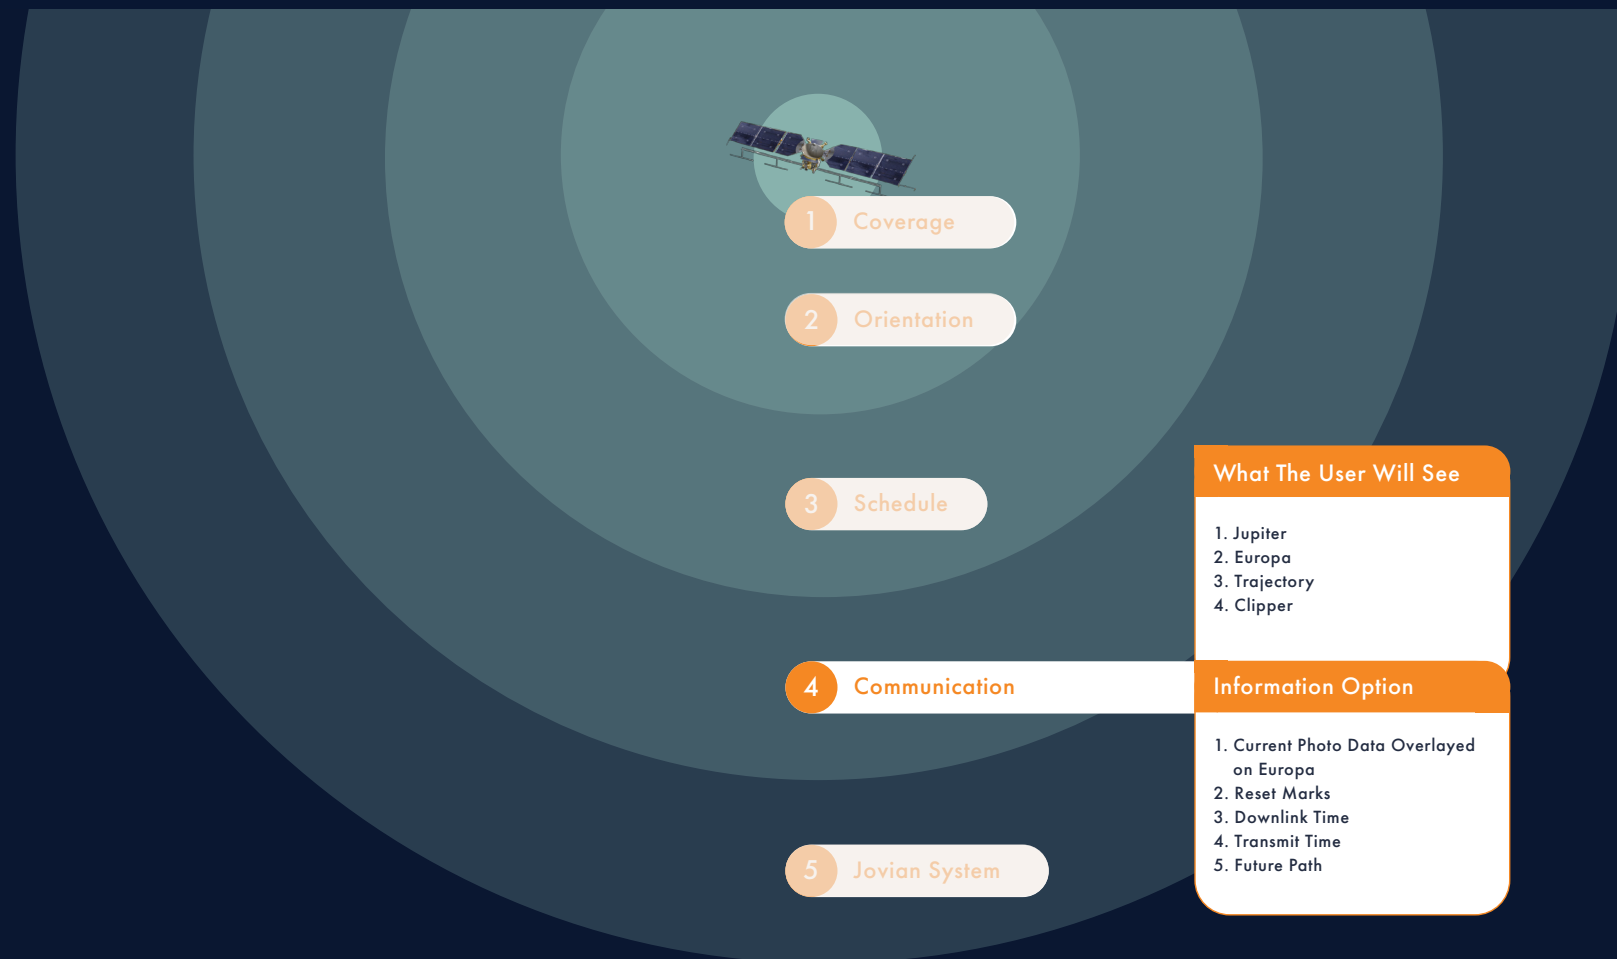 1 Coverage
2 Orientation
3 Schedule
What The User Will See
1. Jupiter
2. Europa
3. Trajectory
4. Clipper
4 Communication
Information Option
1. Current Photo Data Overlayed
on Europa
2. Reset Marks
3. Downlink Time
4. Transmit Time
5. Future Path
5 Jovian System